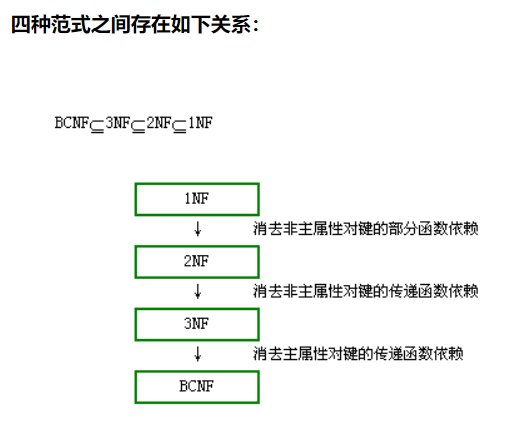 四种范式之间存在如下关系：
BCNF⊆3NF⊆2NF⊆1NF
1NF
↓ 消去非主属性对键的部分函数依赖
2NF
↓ 消去非主属性对键的传递函数依赖
3NF
↓ 消去主属性对键的传递函数依赖
BCNF